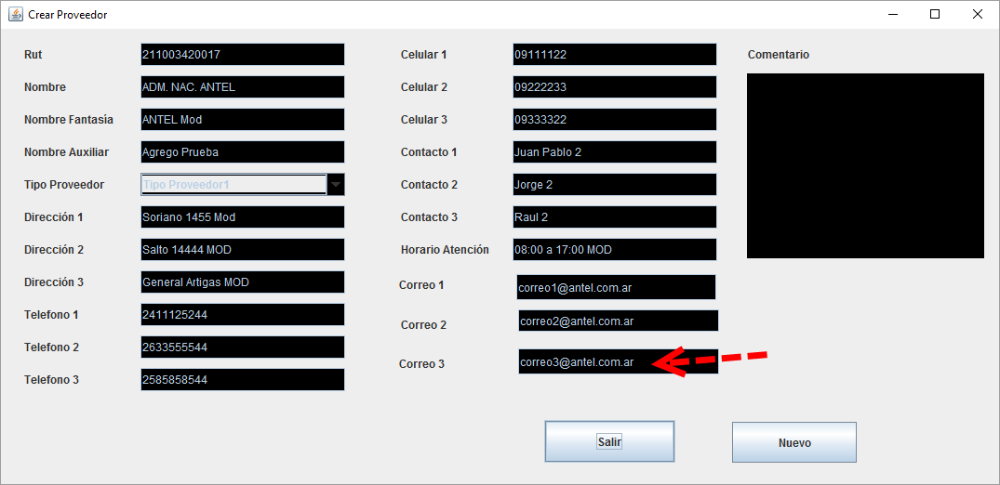 Crear Proveedor
Rut 211003420017
Nombre ADM. NAC. ANTEL
Nombre Fantasía ANTEL Mod
Nombre Auxiliar Agrego Prueba
Tipo Proveedor Tipo Proveedor1
Dirección 1 Soriano 1455 Mod
Dirección 2 Salto 14444 MOD
Dirección 3 General Artigas MOD
Telefono 1 2411125244
Telefono 2 2633555544
Telefono 3 2585858544
Celular 1 09111122
Celular 2 09222233
Celular 3 09333322
Contacto 1 Juan Pablo 2
Contacto 2 Jorge 2
Contacto 3 Raul 2
Horario Atención 08:00 a 17:00 MOD
Correo 1 correo1@antel.com.ar
Correo 2 correo2@antel.com.ar
Correo 3 correo3@antel.com.ar
Comentario
Salir
Nuevo